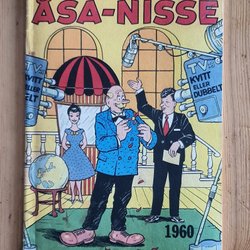 ÅSA-NISSE
TV
KVITT
ELLER
DUBBELT
TV
KVITT
ELLER
DUBBELT
1960